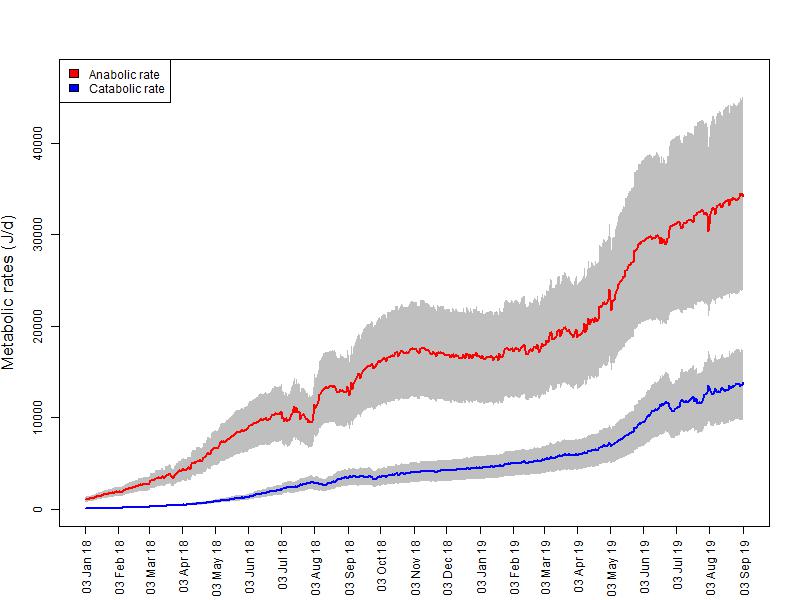 Anabolic rate
Catabolic rate
Metabolic rates (J/d)
40000
30000
20000
10000
0
03 Jan 18
03 Feb 18
03 Mar 18
03 Apr 18
03 May 18
03 Jun 18
03 Jul 18
03 Aug 18
03 Sep 18
03 Oct 18
03 Nov 18
03 Dec 18
03 Jan 19
03 Feb 19
03 Mar 19
03 Apr 19
03 May 19
03 Jun 19
03 Jul 19
03 Aug 19
03 Sep 19